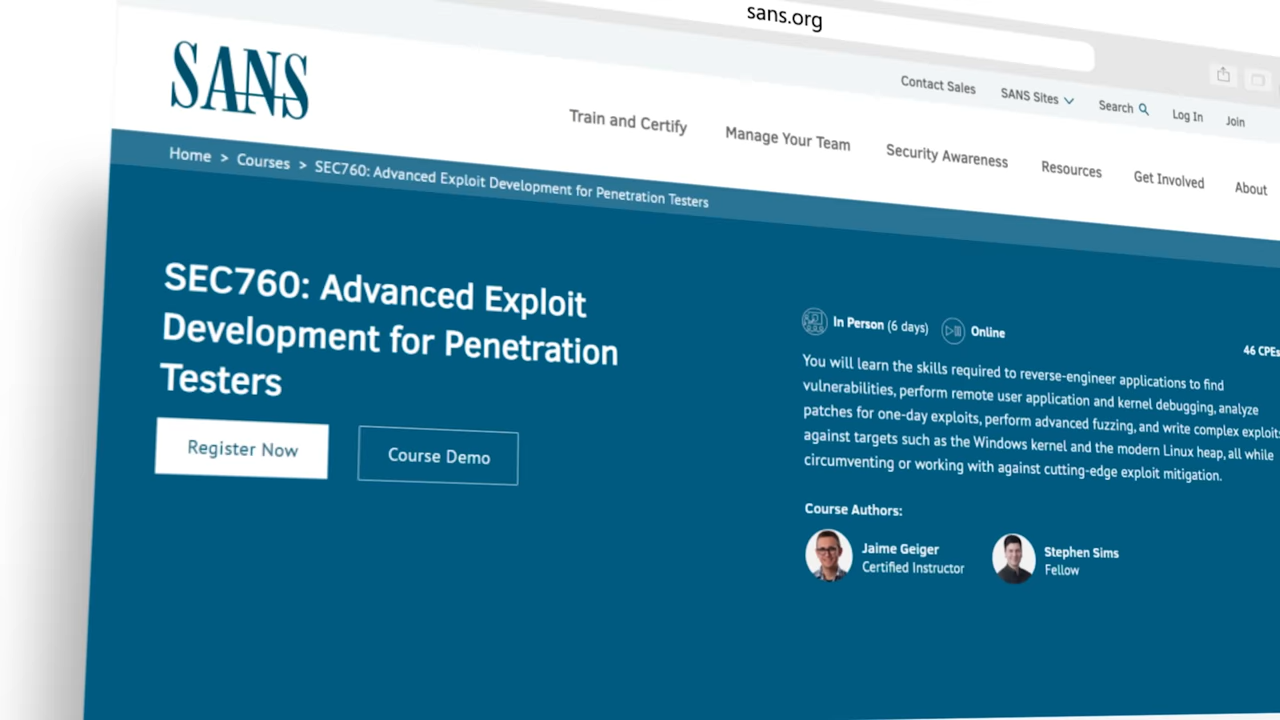 sans.org
SANS
Contact Sales
SANS Sites
Search
Log In
Join
Train and Certify
Manage Your Team
Security Awareness
Resources
Get Involved
About
Home > Courses > SEC760: Advanced Exploit Development for Penetration Testers
SEC760: Advanced Exploit
Development for Penetration
Testers
Register Now
Course Demo
In Person (6 days)
Online
46 CPEs
You will learn the skills required to reverse-engineer applications to find
vulnerabilities, perform remote user application and kernel debugging, analyze
patches for one-day exploits, perform advanced fuzzing, and write complex exploits
against targets such as the Windows kernel and the modern Linux heap, all while
circumventing or working with against cutting-edge exploit mitigation.
Course Authors:
Jaime Geiger
Certified Instructor
Stephen Sims
Fellow